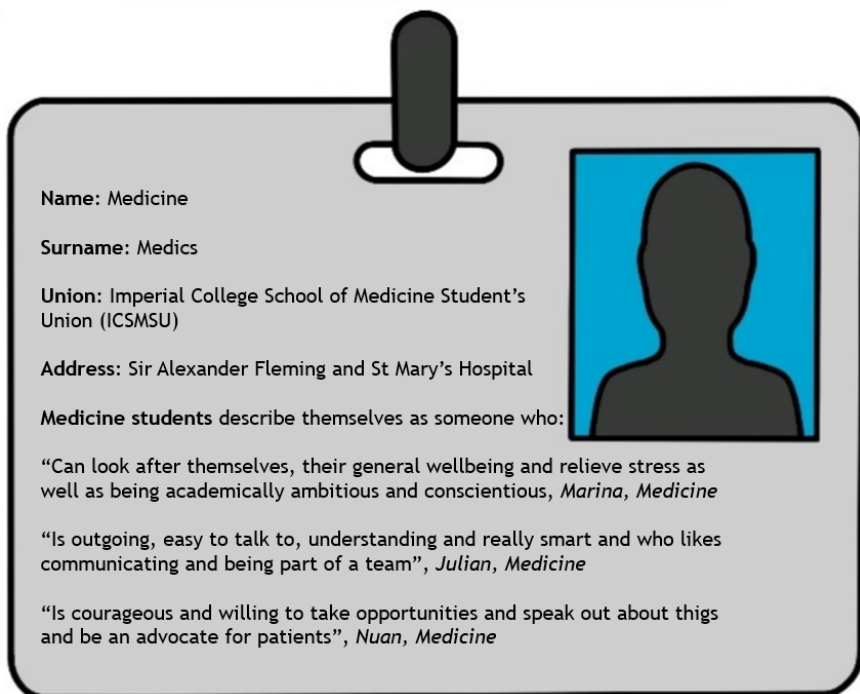 Name: Medicine
Surname: Medics
Union: Imperial College School of Medicine Student’s
Union (ICSMSU)
Address: Sir Alexander Fleming and St Mary’s Hospital
Medicine students describe themselves as someone who:
“Can look after themselves, their general wellbeing and relieve stress as
well as being academically ambitious and conscientious, Marina, Medicine
“Is outgoing, easy to talk to, understanding and really smart and who likes
communicating and being part of a team”, Julian, Medicine
“Is courageous and willing to take opportunities and speak out about thigs
and be an advocate for patients”, Nuan, Medicine